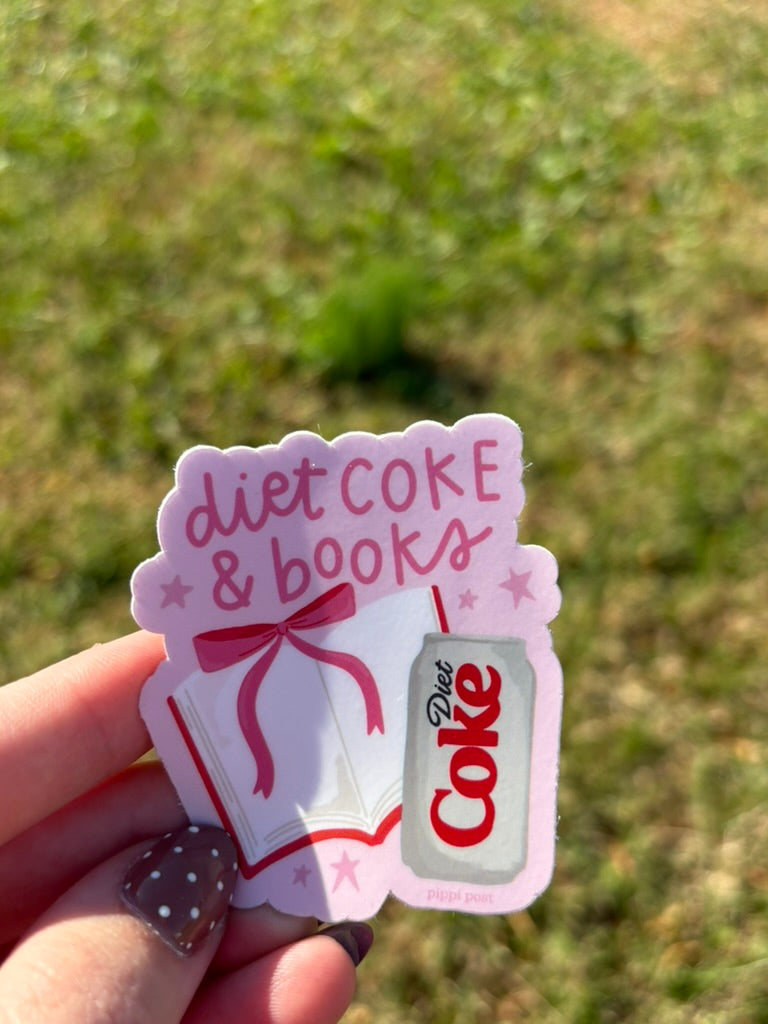 diet COKE
& books
Diet
Coke
pippi post